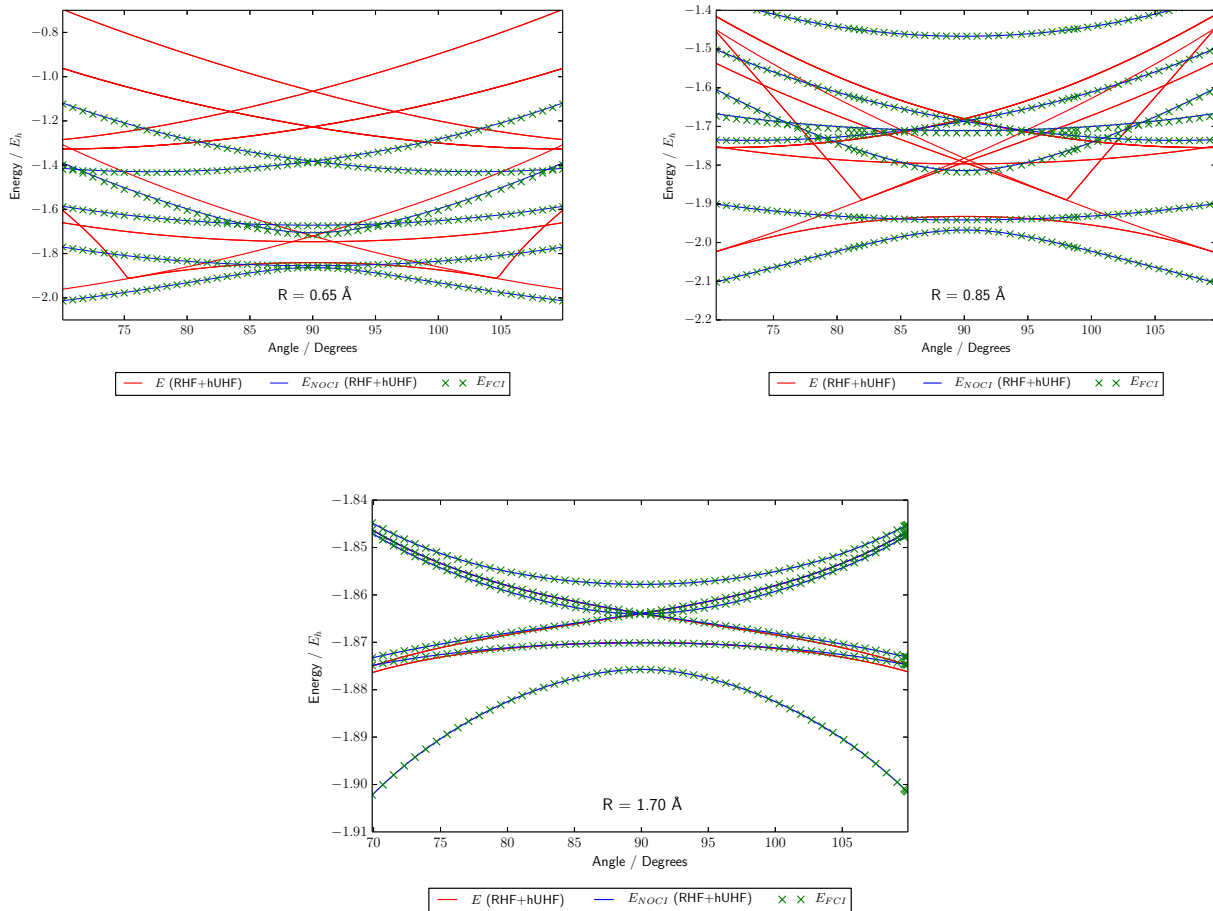 −0.8
−1.0
−1.2
−1.4
−1.6
−1.8
−2.0
Energy / E_h
R = 0.65 Å
75 80 85 90 95 100 105
Angle / Degrees
E (RHF+hUHF) E_NOCI (RHF+hUHF) E_FCI
−1.4
−1.5
−1.6
−1.7
−1.8
−1.9
−2.0
−2.1
−2.2
Energy / E_h
R = 0.85 Å
75 80 85 90 95 100 105
Angle / Degrees
E (RHF+hUHF) E_NOCI (RHF+hUHF) E_FCI
−1.84
−1.85
−1.86
−1.87
−1.88
−1.89
−1.90
−1.91
Energy / E_h
R = 1.70 Å
70 75 80 85 90 95 100 105
Angle / Degrees
E (RHF+hUHF) E_NOCI (RHF+hUHF) E_FCI